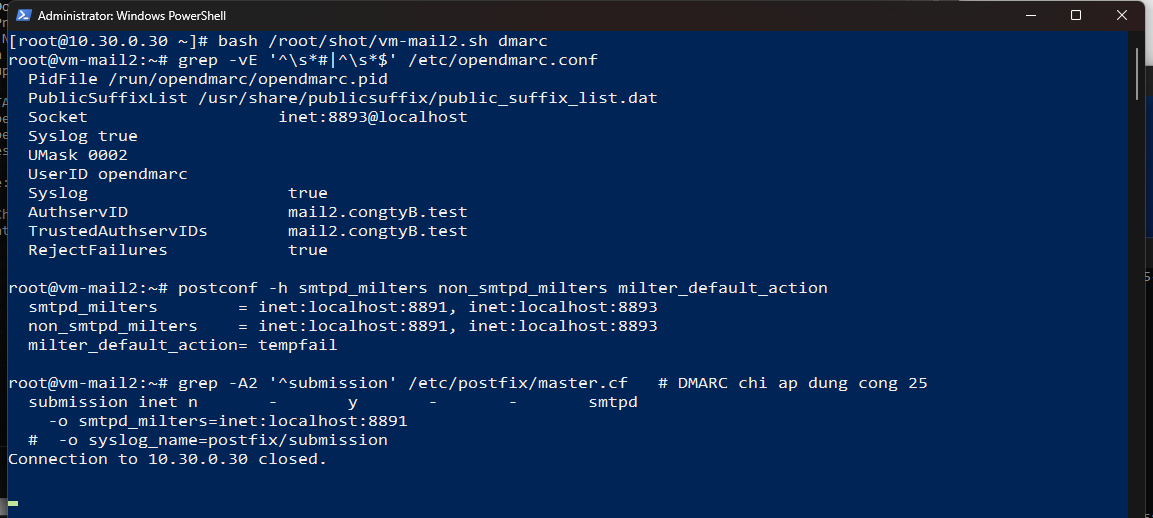 Administrator: Windows PowerShell
[root@10.30.0.30 ~]# bash /root/shot/vm-mail2.sh dmarc
root@vm-mail2:~# grep -vE '^\s*#|^\s*$' /etc/opendmarc.conf
  PidFile /run/opendmarc/opendmarc.pid
  PublicSuffixList /usr/share/publicsuffix/public_suffix_list.dat
  Socket                   inet:8893@localhost
  Syslog true
  UMask 0002
  UserID opendmarc
  Syslog                    true
  AuthservID                mail2.congtyB.test
  TrustedAuthservIDs        mail2.congtyB.test
  RejectFailures            true
root@vm-mail2:~# postconf -h smtpd_milters non_smtpd_milters milter_default_action
  smtpd_milters        = inet:localhost:8891, inet:localhost:8893
  non_smtpd_milters    = inet:localhost:8891, inet:localhost:8893
  milter_default_action= tempfail
root@vm-mail2:~# grep -A2 '^submission' /etc/postfix/master.cf   # DMARC chi ap dung cong 25
  submission inet n       -       y       -       -       smtpd
    -o smtpd_milters=inet:localhost:8891
  #  -o syslog_name=postfix/submission
Connection to 10.30.0.30 closed.